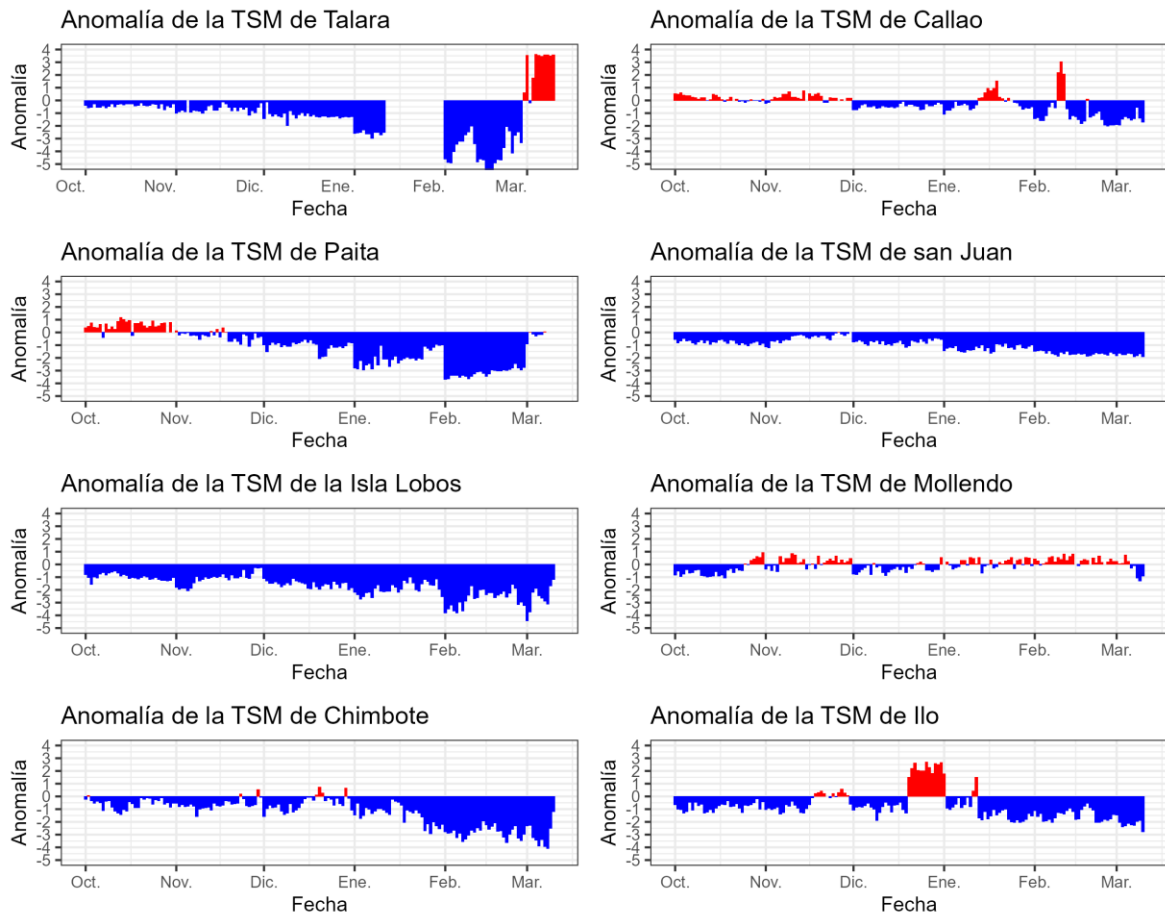 Anomalía de la TSM de Talara
Anomalía
4
3
2
1
0
-1
-2
-3
-4
-5
Oct. Nov. Dic. Ene. Feb. Mar.
Fecha
Anomalía de la TSM de Callao
Anomalía
4
3
2
1
0
-1
-2
-3
-4
-5
Oct. Nov. Dic. Ene. Feb. Mar.
Fecha
Anomalía de la TSM de Paita
Anomalía
4
3
2
1
0
-1
-2
-3
-4
-5
Oct. Nov. Dic. Ene. Feb. Mar.
Fecha
Anomalía de la TSM de san Juan
Anomalía
4
3
2
1
0
-1
-2
-3
-4
-5
Oct. Nov. Dic. Ene. Feb. Mar.
Fecha
Anomalía de la TSM de la Isla Lobos
Anomalía
4
3
2
1
0
-1
-2
-3
-4
-5
Oct. Nov. Dic. Ene. Feb. Mar.
Fecha
Anomalía de la TSM de Mollendo
Anomalía
4
3
2
1
0
-1
-2
-3
-4
-5
Oct. Nov. Dic. Ene. Feb. Mar.
Fecha
Anomalía de la TSM de Chimbote
Anomalía
4
3
2
1
0
-1
-2
-3
-4
-5
Oct. Nov. Dic. Ene. Feb. Mar.
Fecha
Anomalía de la TSM de Ilo
Anomalía
4
3
2
1
0
-1
-2
-3
-4
-5
Oct. Nov. Dic. Ene. Feb. Mar.
Fecha